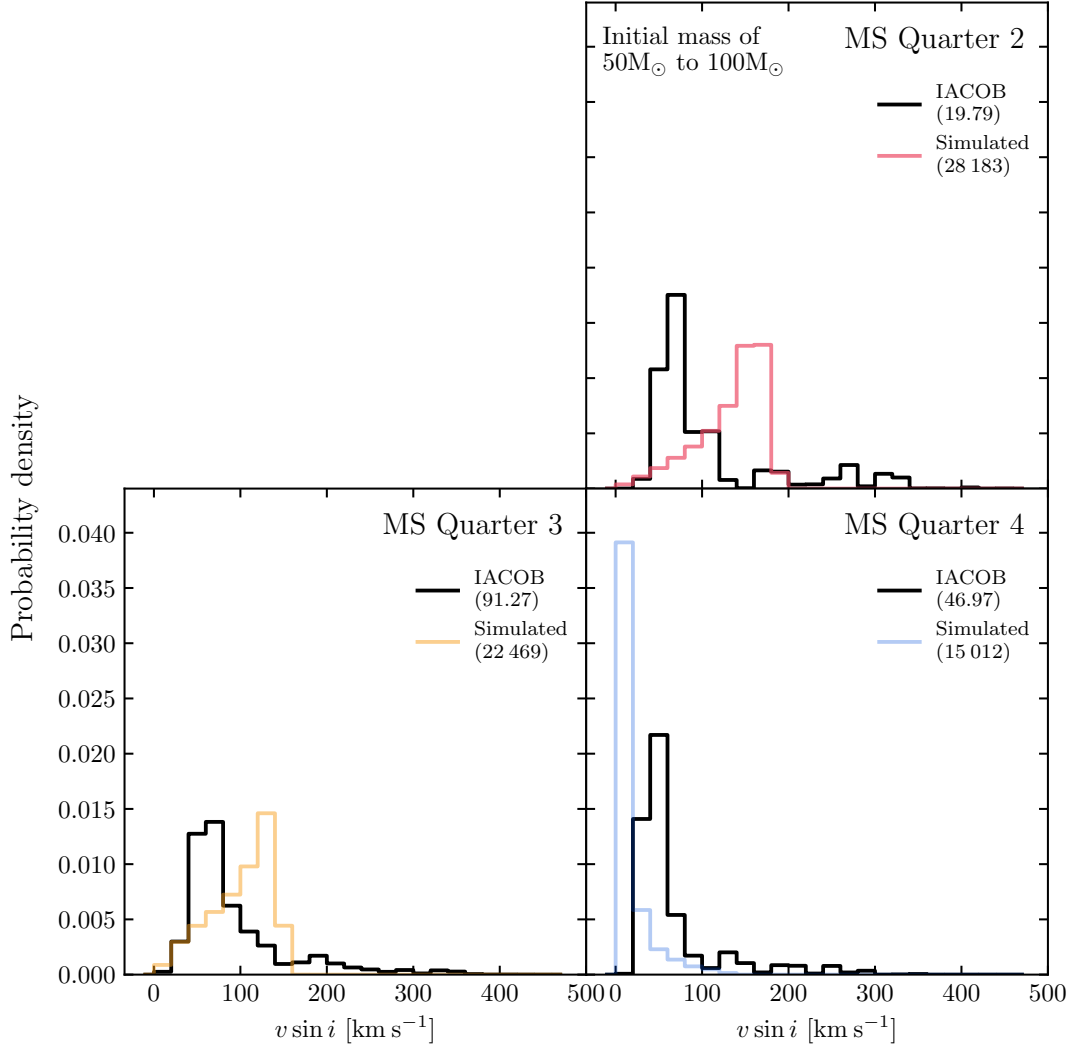 Initial mass of
50M☉ to 100M☉
MS Quarter 2
IACOB
(19.79)
Simulated
(28 183)
Probability density
MS Quarter 3
IACOB
(91.27)
Simulated
(22 469)
MS Quarter 4
IACOB
(46.97)
Simulated
(15 012)
0.040
0.035
0.030
0.025
0.020
0.015
0.010
0.005
0.000
0 100 200 300 400 500
0 100 200 300 400 500
v sin i [km s⁻¹]
v sin i [km s⁻¹]